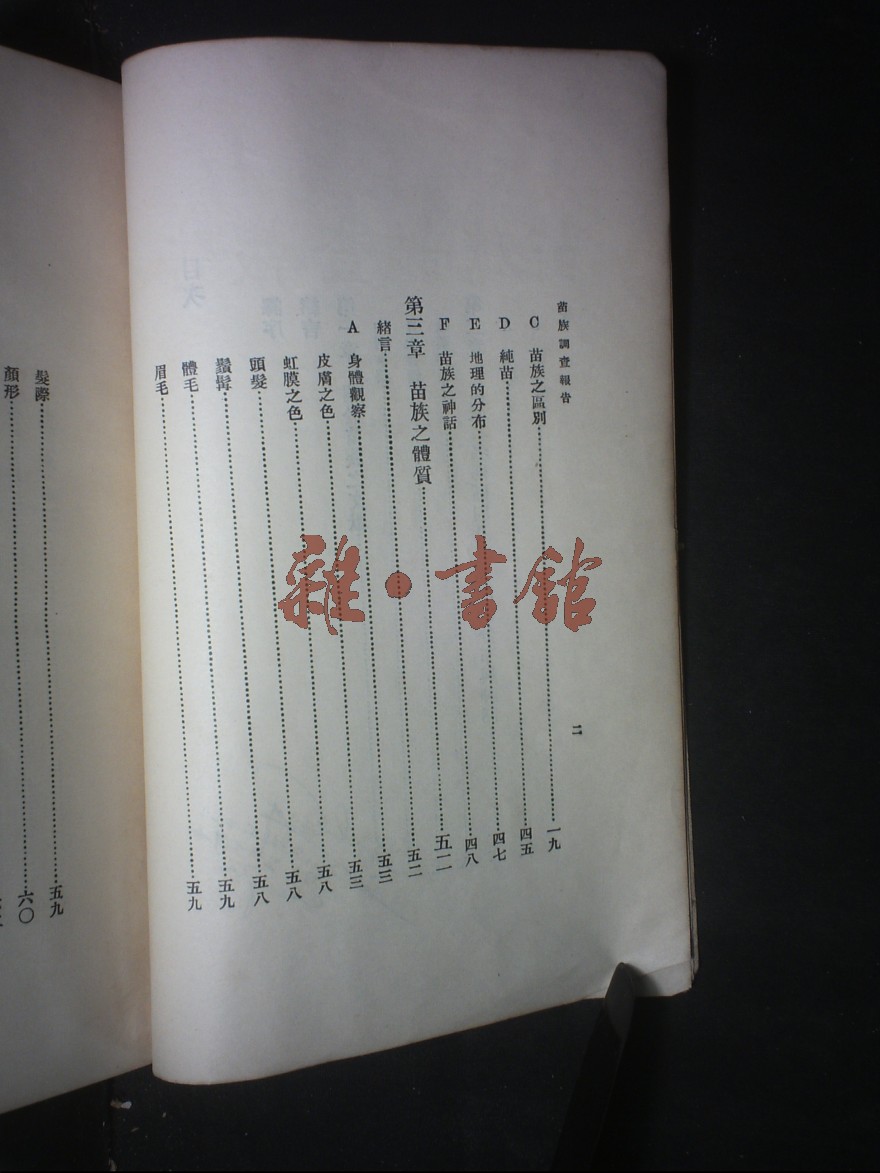 苗族調查報告
二
C 苗族之區別……一九
D 純苗……四五
E 地理的分布……四七
F 苗族之神話……四八
第三章 苗族之體質……五二
緒言……五二
A 身體觀察……五三
皮膚之色……五三
虹膜之色……五八
頭髮……五八
鬚髯……五八
體毛……五九
眉毛……五九
髮際……五九
顏形……六〇
雜·書館